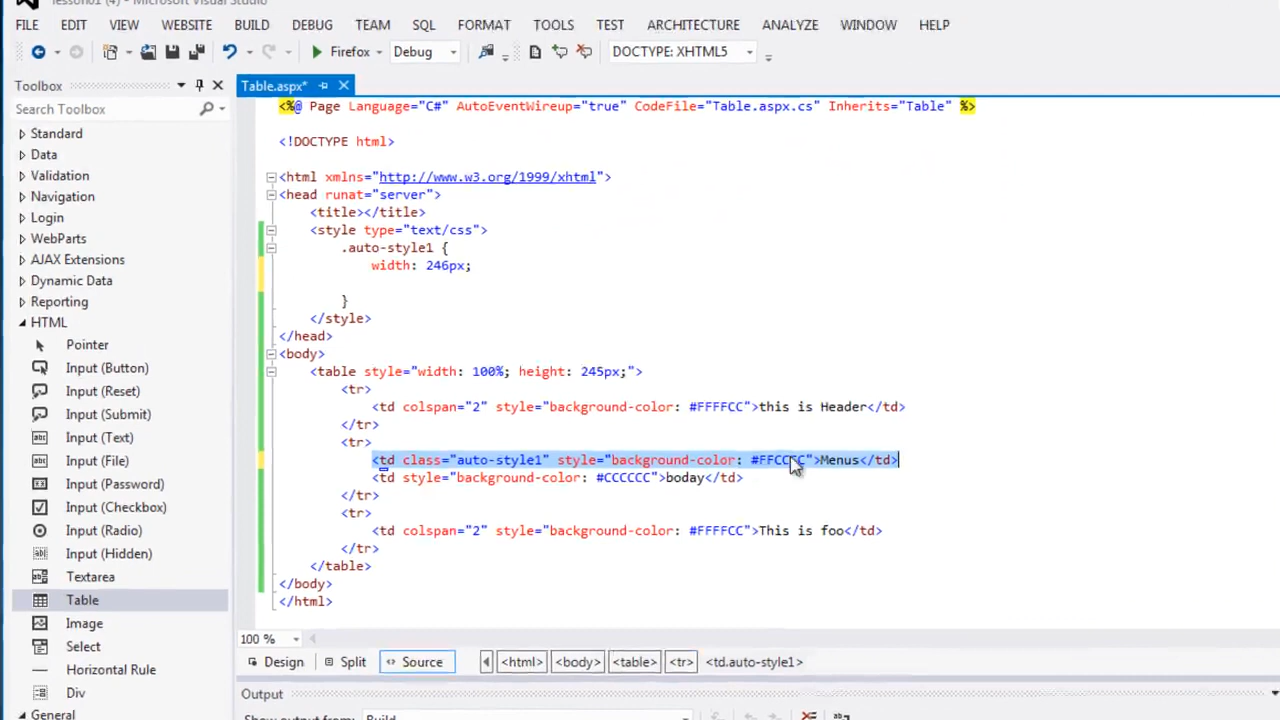 lesson01 (4) - Microsoft Visual Studio
FILE EDIT VIEW WEBSITE BUILD DEBUG TEAM SQL FORMAT TOOLS TEST ARCHITECTURE ANALYZE WINDOW HELP
Firefox Debug DOCTYPE: XHTML5
Toolbox
Search Toolbox
Standard
Data
Validation
Navigation
Login
WebParts
AJAX Extensions
Dynamic Data
Reporting
HTML
Pointer
Input (Button)
Input (Reset)
Input (Submit)
Input (Text)
Input (File)
Input (Password)
Input (Checkbox)
Input (Radio)
Input (Hidden)
Textarea
Table
Image
Select
Horizontal Rule
Div
General
Table.aspx*
<%@ Page Language="C#" AutoEventWireup="true" CodeFile="Table.aspx.cs" Inherits="Table" %>
<!DOCTYPE html>
<html xmlns="http://www.w3.org/1999/xhtml">
<head runat="server">
<title></title>
<style type="text/css">
.auto-style1 {
width: 246px;
}
</style>
</head>
<body>
<table style="width: 100%; height: 245px;">
<tr>
<td colspan="2" style="background-color: #FFFFCC">this is Header</td>
</tr>
<tr>
<td class="auto-style1" style="background-color: #FFCCCC">Menus</td>
<td style="background-color: #CCCCCC">boday</td>
</tr>
<tr>
<td colspan="2" style="background-color: #FFFFCC">This is foo</td>
</tr>
</table>
</body>
</html>
100 %
Design Split Source <html> <body> <table> <tr> <td.auto-style1>
Output
Show output from: Build